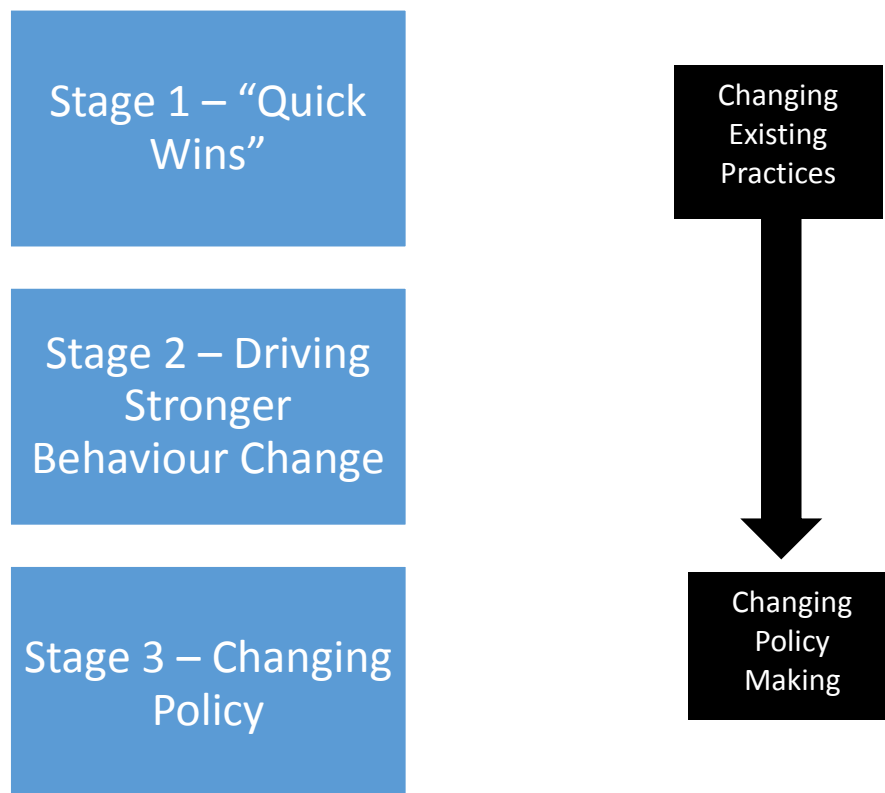 Stage 1 – “Quick
Wins”
Stage 2 – Driving
Stronger
Behaviour Change
Stage 3 – Changing
Policy
Changing
Existing
Practices
Changing
Policy
Making